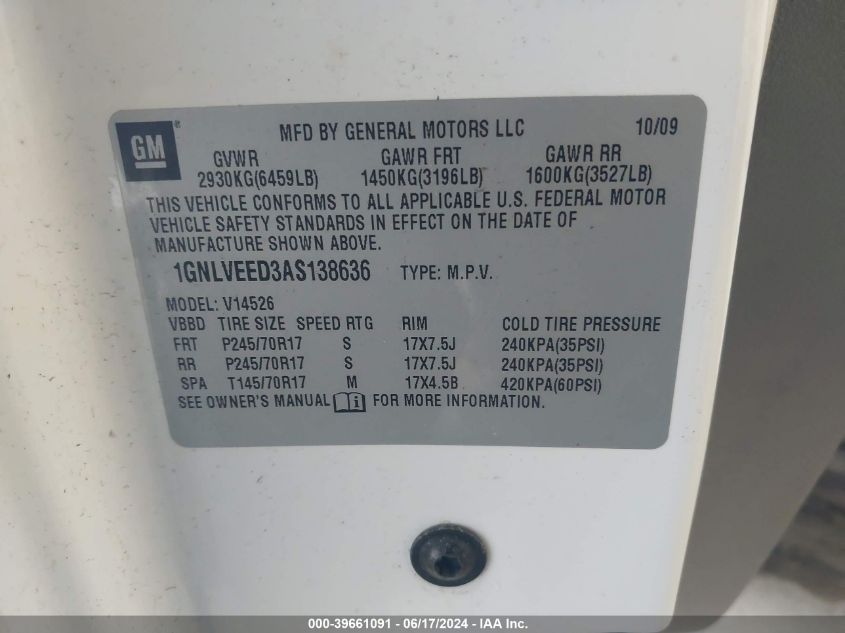 GM
MFD BY GENERAL MOTORS LLC 10/09
GVWR GAWR FRT GAWR RR
2930KG(6459LB) 1450KG(3196LB) 1600KG(3527LB)
THIS VEHICLE CONFORMS TO ALL APPLICABLE U.S. FEDERAL MOTOR
VEHICLE SAFETY STANDARDS IN EFFECT ON THE DATE OF
MANUFACTURE SHOWN ABOVE.
1GNLVEED3AS138636 TYPE: M.P.V.
MODEL: V14526
VBBD TIRE SIZE SPEED RTG RIM COLD TIRE PRESSURE
FRT P245/70R17 S 17X7.5J 240KPA(35PSI)
RR P245/70R17 S 17X7.5J 240KPA(35PSI)
SPA T145/70R17 M 17X4.5B 420KPA(60PSI)
SEE OWNER'S MANUAL i FOR MORE INFORMATION.
000-39661091 - 06/17/2024 - IAA Inc.